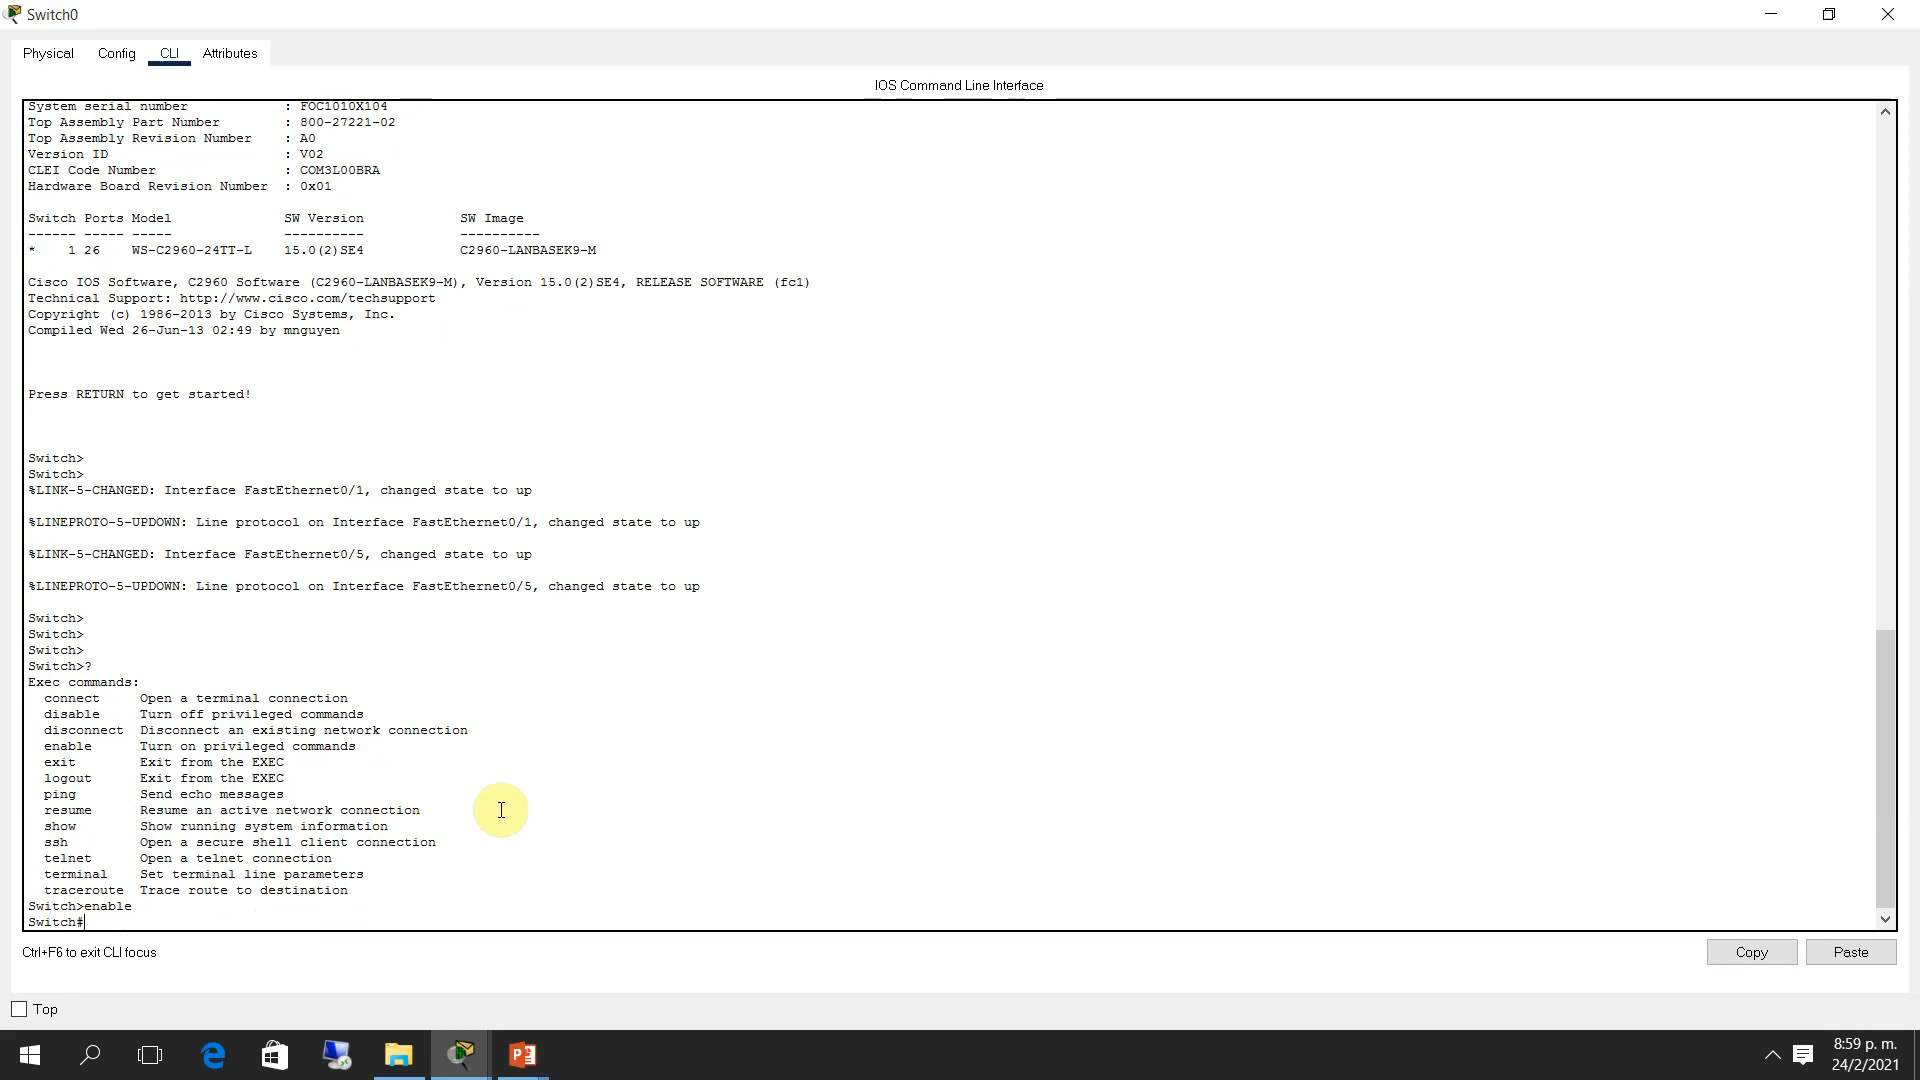 Switch0
Physical Config CLI Attributes
IOS Command Line Interface
System serial number : FOC1010X104
Top Assembly Part Number : 800-27221-02
Top Assembly Revision Number : A0
Version ID : V02
CLEI Code Number : COM3L00BRA
Hardware Board Revision Number : 0x01
Switch Ports Model SW Version SW Image
------ ----- ----- ---------- ----------
* 1 26 WS-C2960-24TT-L 15.0(2)SE4 C2960-LANBASEK9-M
Cisco IOS Software, C2960 Software (C2960-LANBASEK9-M), Version 15.0(2)SE4, RELEASE SOFTWARE (fc1)
Technical Support: http://www.cisco.com/techsupport
Copyright (c) 1986-2013 by Cisco Systems, Inc.
Compiled Wed 26-Jun-13 02:49 by mnguyen
Press RETURN to get started!
Switch>
Switch>
%LINK-5-CHANGED: Interface FastEthernet0/1, changed state to up
%LINEPROTO-5-UPDOWN: Line protocol on Interface FastEthernet0/1, changed state to up
%LINK-5-CHANGED: Interface FastEthernet0/5, changed state to up
%LINEPROTO-5-UPDOWN: Line protocol on Interface FastEthernet0/5, changed state to up
Switch>
Switch>
Switch>
Switch>?
Exec commands:
connect Open a terminal connection
disable Turn off privileged commands
disconnect Disconnect an existing network connection
enable Turn on privileged commands
exit Exit from the EXEC
logout Exit from the EXEC
ping Send echo messages
resume Resume an active network connection
show Show running system information
ssh Open a secure shell client connection
telnet Open a telnet connection
terminal Set terminal line parameters
traceroute Trace route to destination
Switch>enable
Switch#
Ctrl+F6 to exit CLI focus
Copy Paste
Top
8:59 p. m.
24/2/2021